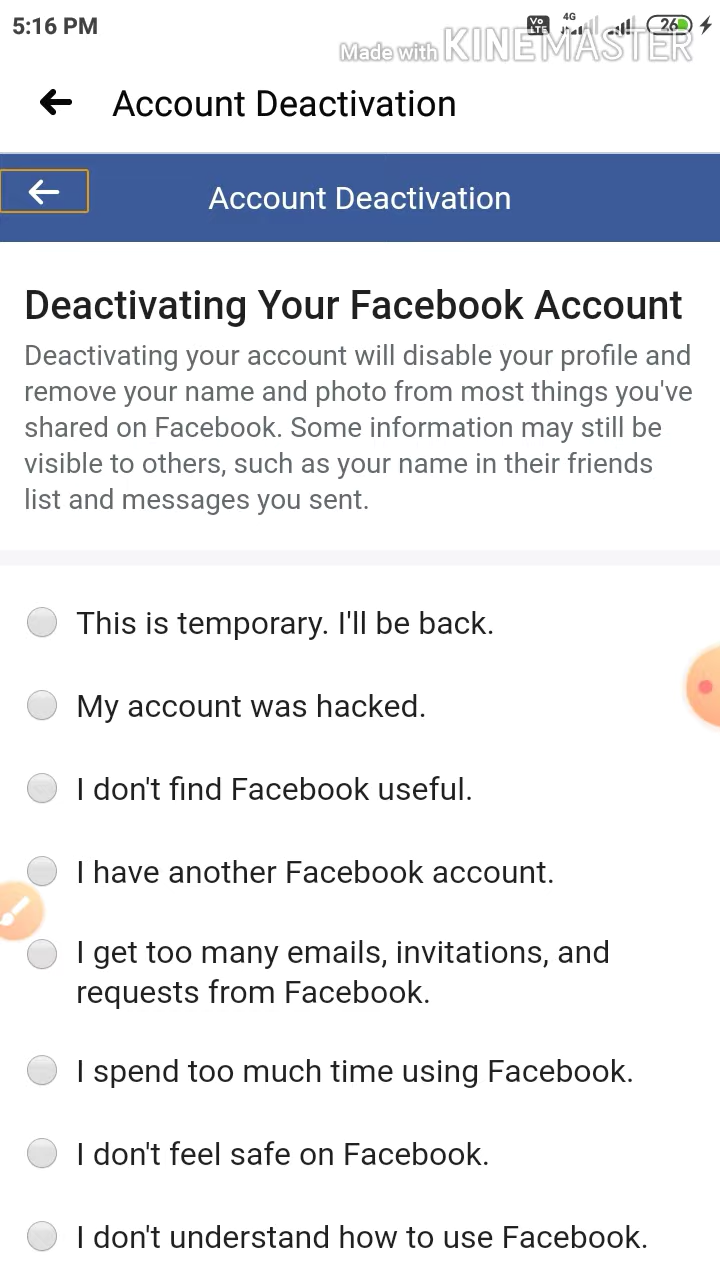 5:16 PM
Vo LTE 4G 26
Made with KINEMASTER
Account Deactivation
Account Deactivation
Deactivating Your Facebook Account
Deactivating your account will disable your profile and
remove your name and photo from most things you've
shared on Facebook. Some information may still be
visible to others, such as your name in their friends
list and messages you sent.
This is temporary. I'll be back.
My account was hacked.
I don't find Facebook useful.
I have another Facebook account.
I get too many emails, invitations, and
requests from Facebook.
I spend too much time using Facebook.
I don't feel safe on Facebook.
I don't understand how to use Facebook.